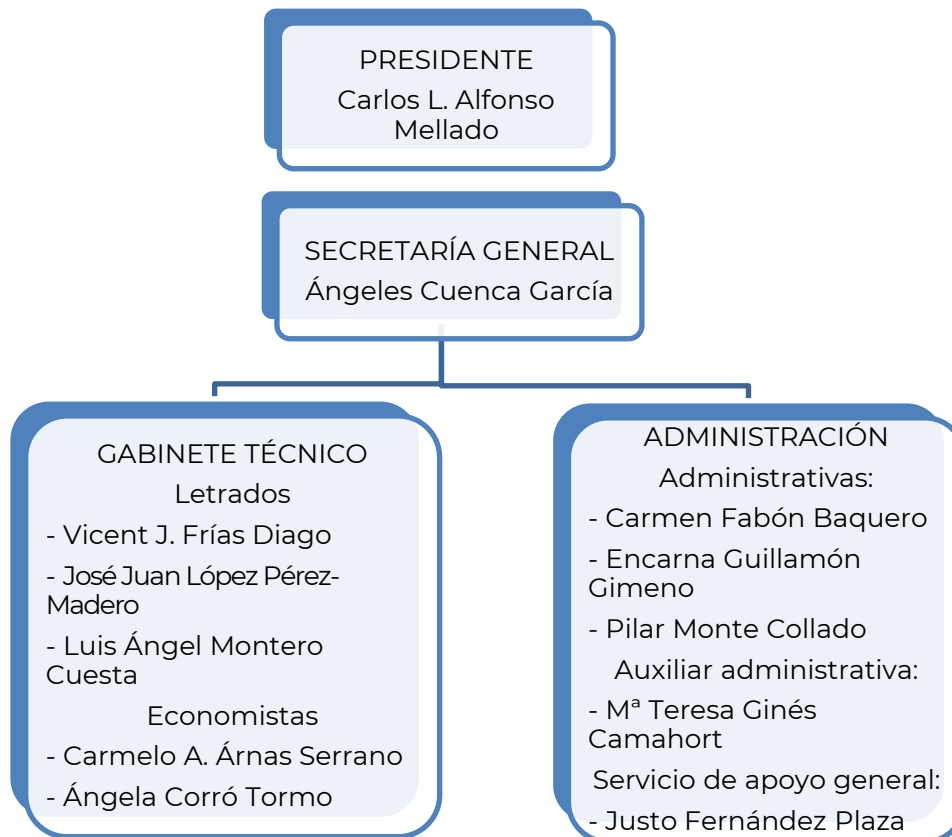 PRESIDENTE
Carlos L. Alfonso
Mellado
SECRETARÍA GENERAL
Ángeles Cuenca García
GABINETE TÉCNICO
Letrados
- Vicent J. Frías Diago
- José Juan López Pérez-
Madero
- Luis Ángel Montero
Cuesta
Economistas
- Carmelo A. Árnas Serrano
- Ángela Corró Tormo
ADMINISTRACIÓN
Administrativas:
- Carmen Fabón Baquero
- Encarna Guillamón
Gimeno
- Pilar Monte Collado
Auxiliar administrativa:
- Mª Teresa Ginés
Camahort
Servicio de apoyo general:
- Justo Fernández Plaza